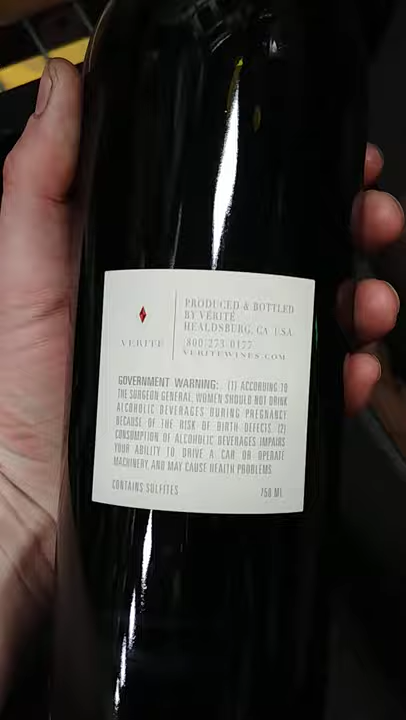 VERITÉ
PRODUCED & BOTTLED
BY VÉRITÉ
HEALDSBURG, CA USA
800-273-0177
VERITEWINES.COM
GOVERNMENT WARNING: (1) ACCORDING TO
THE SURGEON GENERAL, WOMEN SHOULD NOT DRINK
ALCOHOLIC BEVERAGES DURING PREGNANCY
BECAUSE OF THE RISK OF BIRTH DEFECTS. (2)
CONSUMPTION OF ALCOHOLIC BEVERAGES IMPAIRS
YOUR ABILITY TO DRIVE A CAR OR OPERATE
MACHINERY, AND MAY CAUSE HEALTH PROBLEMS.
CONTAINS SULFITES 750 ML